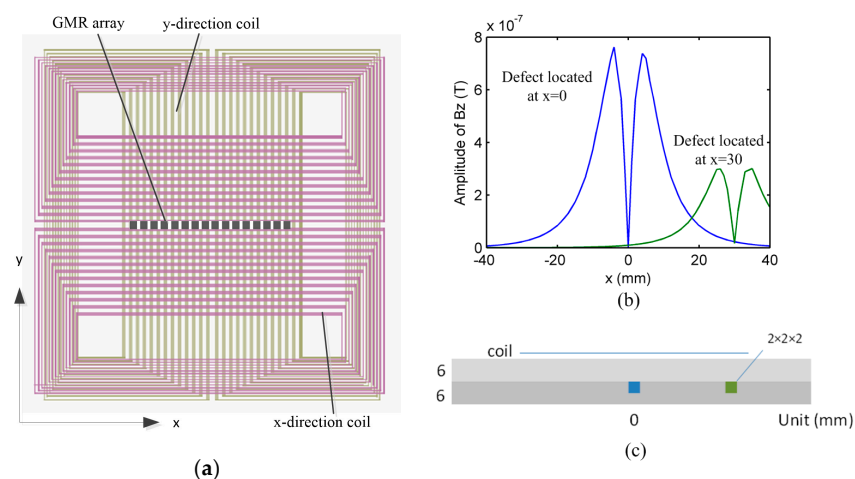 GMR array
y-direction coil
y
x
x-direction coil
(a)
x 10⁻⁷
8
6
4
2
0
Amplitude of Bz (T)
Defect located
at x=0
Defect located
at x=30
-40
-20
0
20
40
x (mm)
(b)
coil
2×2×2
6
6
0
Unit (mm)
(c)